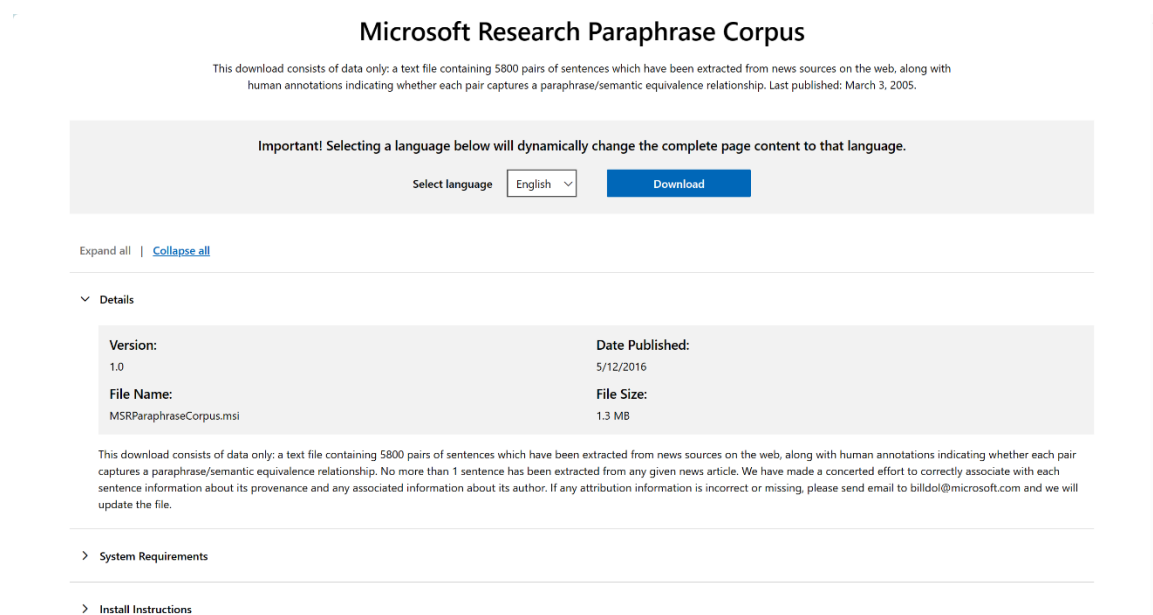 Microsoft Research Paraphrase Corpus
This download consists of data only: a text file containing 5800 pairs of sentences which have been extracted from news sources on the web, along with
human annotations indicating whether each pair captures a paraphrase/semantic equivalence relationship. Last published: March 3, 2005.
Important! Selecting a language below will dynamically change the complete page content to that language.
Select language English Download
Expand all | Collapse all
Details
Version: Date Published:
1.0 5/12/2016
File Name: File Size:
MSRParaphraseCorpus.msi 1.3 MB
This download consists of data only: a text file containing 5800 pairs of sentences which have been extracted from news sources on the web, along with human annotations indicating whether each pair
captures a paraphrase/semantic equivalence relationship. No more than 1 sentence has been extracted from any given news article. We have made a concerted effort to correctly associate with each
sentence information about its provenance and any associated information about its author. If any attribution information is incorrect or missing, please send email to billdol@microsoft.com and we will
update the file.
System Requirements
Install Instructions